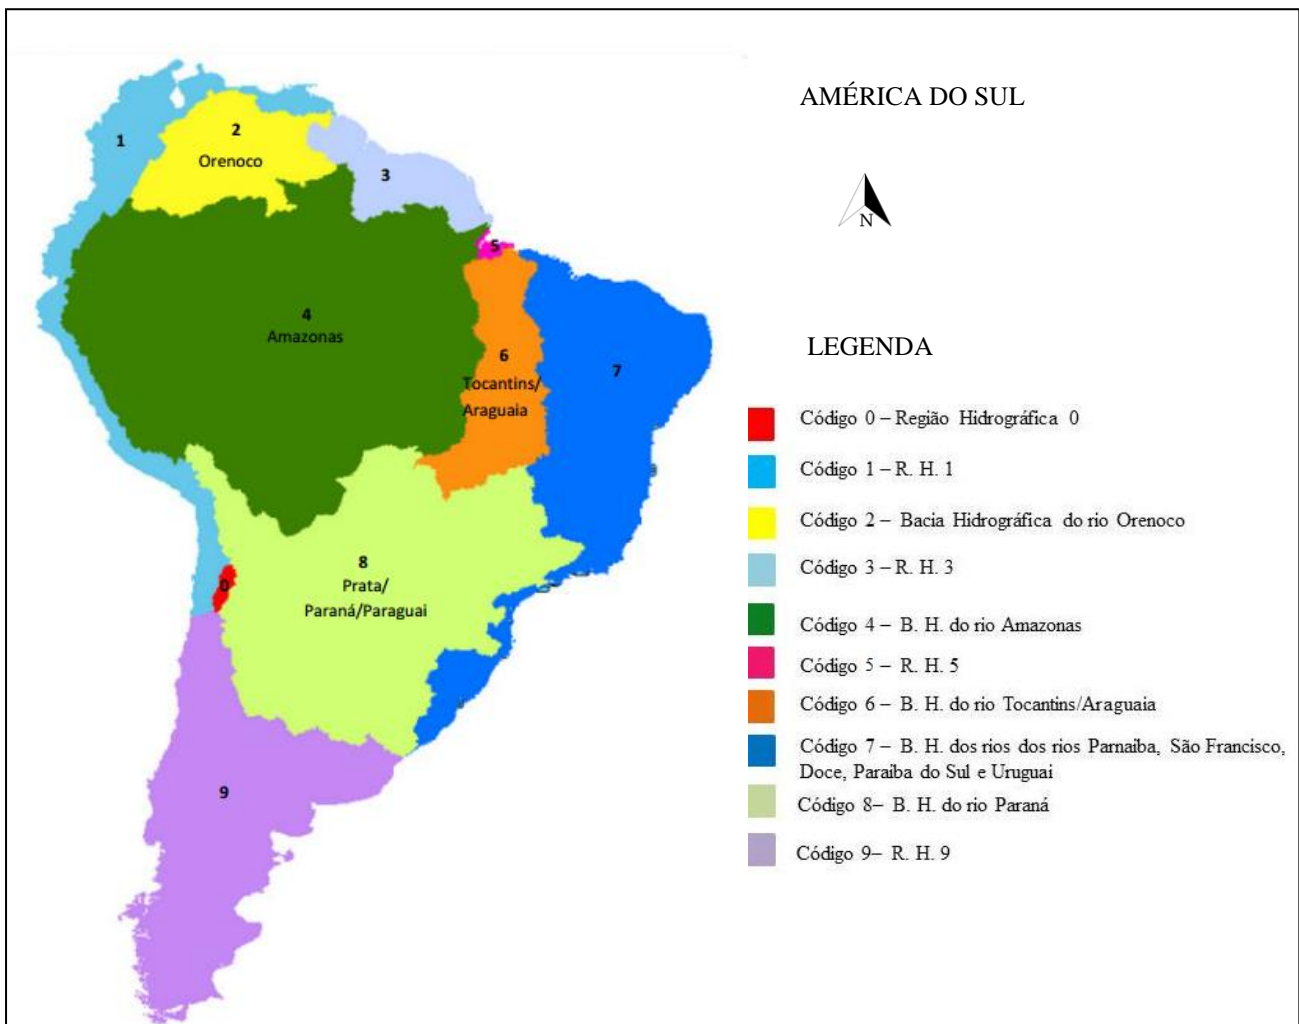 AMÉRICA DO SUL
N
1
2
Orenoco
3
4
Amazonas
5
6
Tocantins/
Araguaia
7
8
Prata/
Paraná/Paraguai
0
9
LEGENDA
Código 0 – Região Hidrográfica 0
Código 1 – R. H. 1
Código 2 – Bacia Hidrográfica do rio Orenoco
Código 3 – R. H. 3
Código 4 – B. H. do rio Amazonas
Código 5 – R. H. 5
Código 6 – B. H. do rio Tocantins/Araguaia
Código 7 – B. H. dos rios dos rios Parnaíba, São Francisco,
Doce, Paraíba do Sul e Uruguai
Código 8– B. H. do rio Paraná
Código 9– R. H. 9